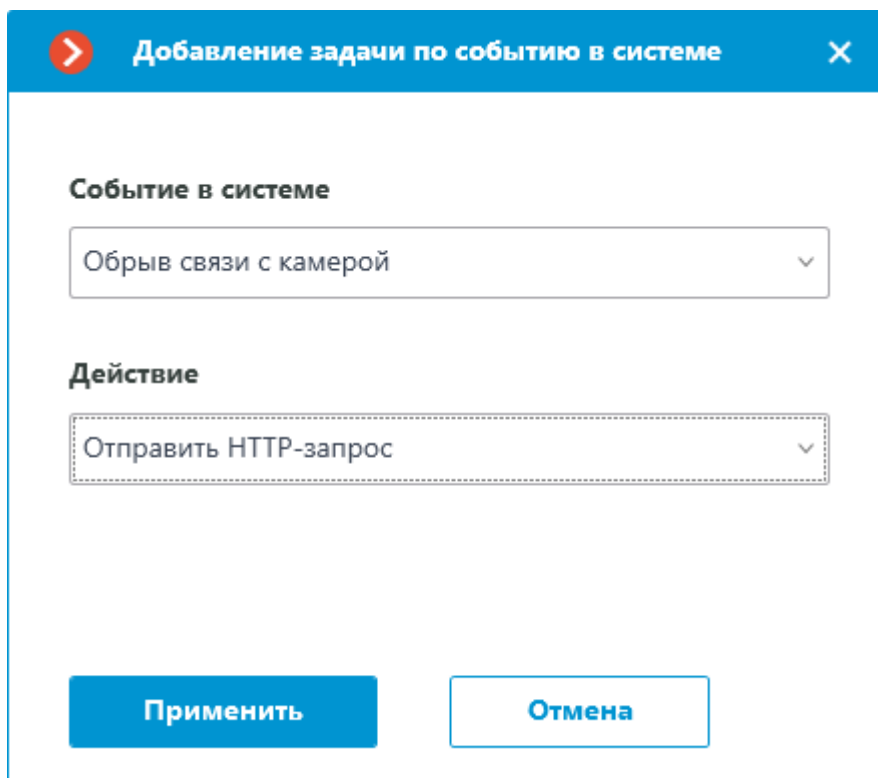 Добавление задачи по событию в системе
Событие в системе
Обрыв связи с камерой
Действие
Отправить HTTP-запрос
Применить
Отмена